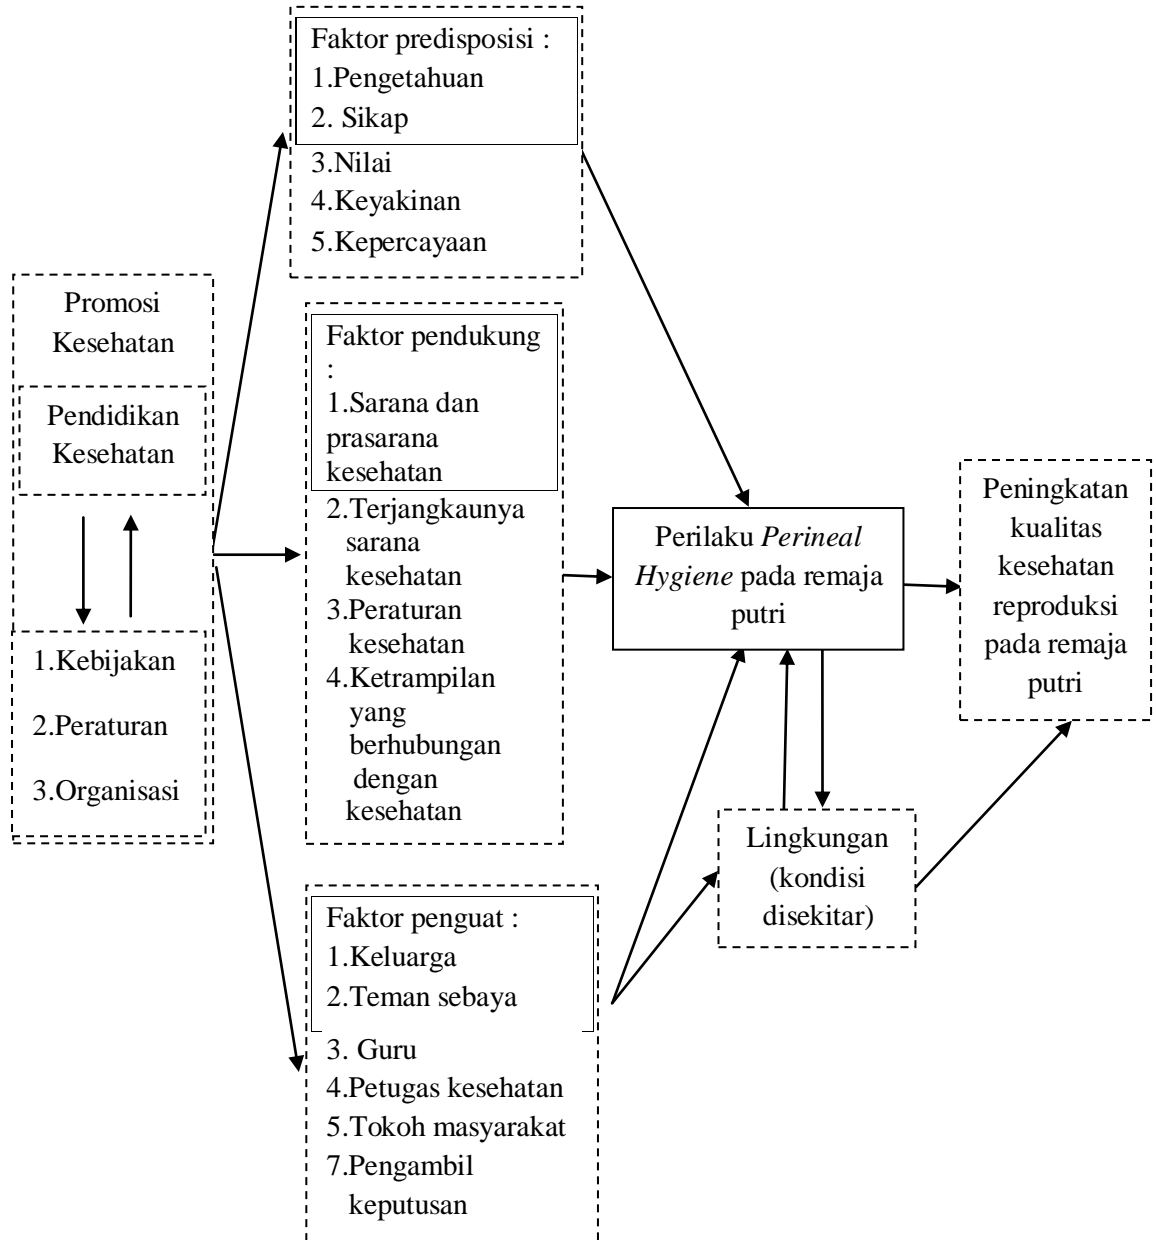 Faktor predisposisi :
1.Pengetahuan
2. Sikap
3.Nilai
4.Keyakinan
5.Kepercayaan
Promosi
Kesehatan
Pendidikan
Kesehatan
1.Kebijakan
2.Peraturan
3.Organisasi
Faktor pendukung
:
1.Sarana dan
prasarana
kesehatan
2.Terjangkaunya
sarana
kesehatan
3.Peraturan
kesehatan
4.Ketrampilan
yang
berhubungan
dengan
kesehatan
Faktor penguat :
1.Keluarga
2.Teman sebaya
3. Guru
4.Petugas kesehatan
5.Tokoh masyarakat
7.Pengambil
keputusan
Perilaku Perineal
Hygiene pada remaja
putri
Lingkungan
(kondisi
disekitar)
Peningkatan
kualitas
kesehatan
reproduksi
pada remaja
putri